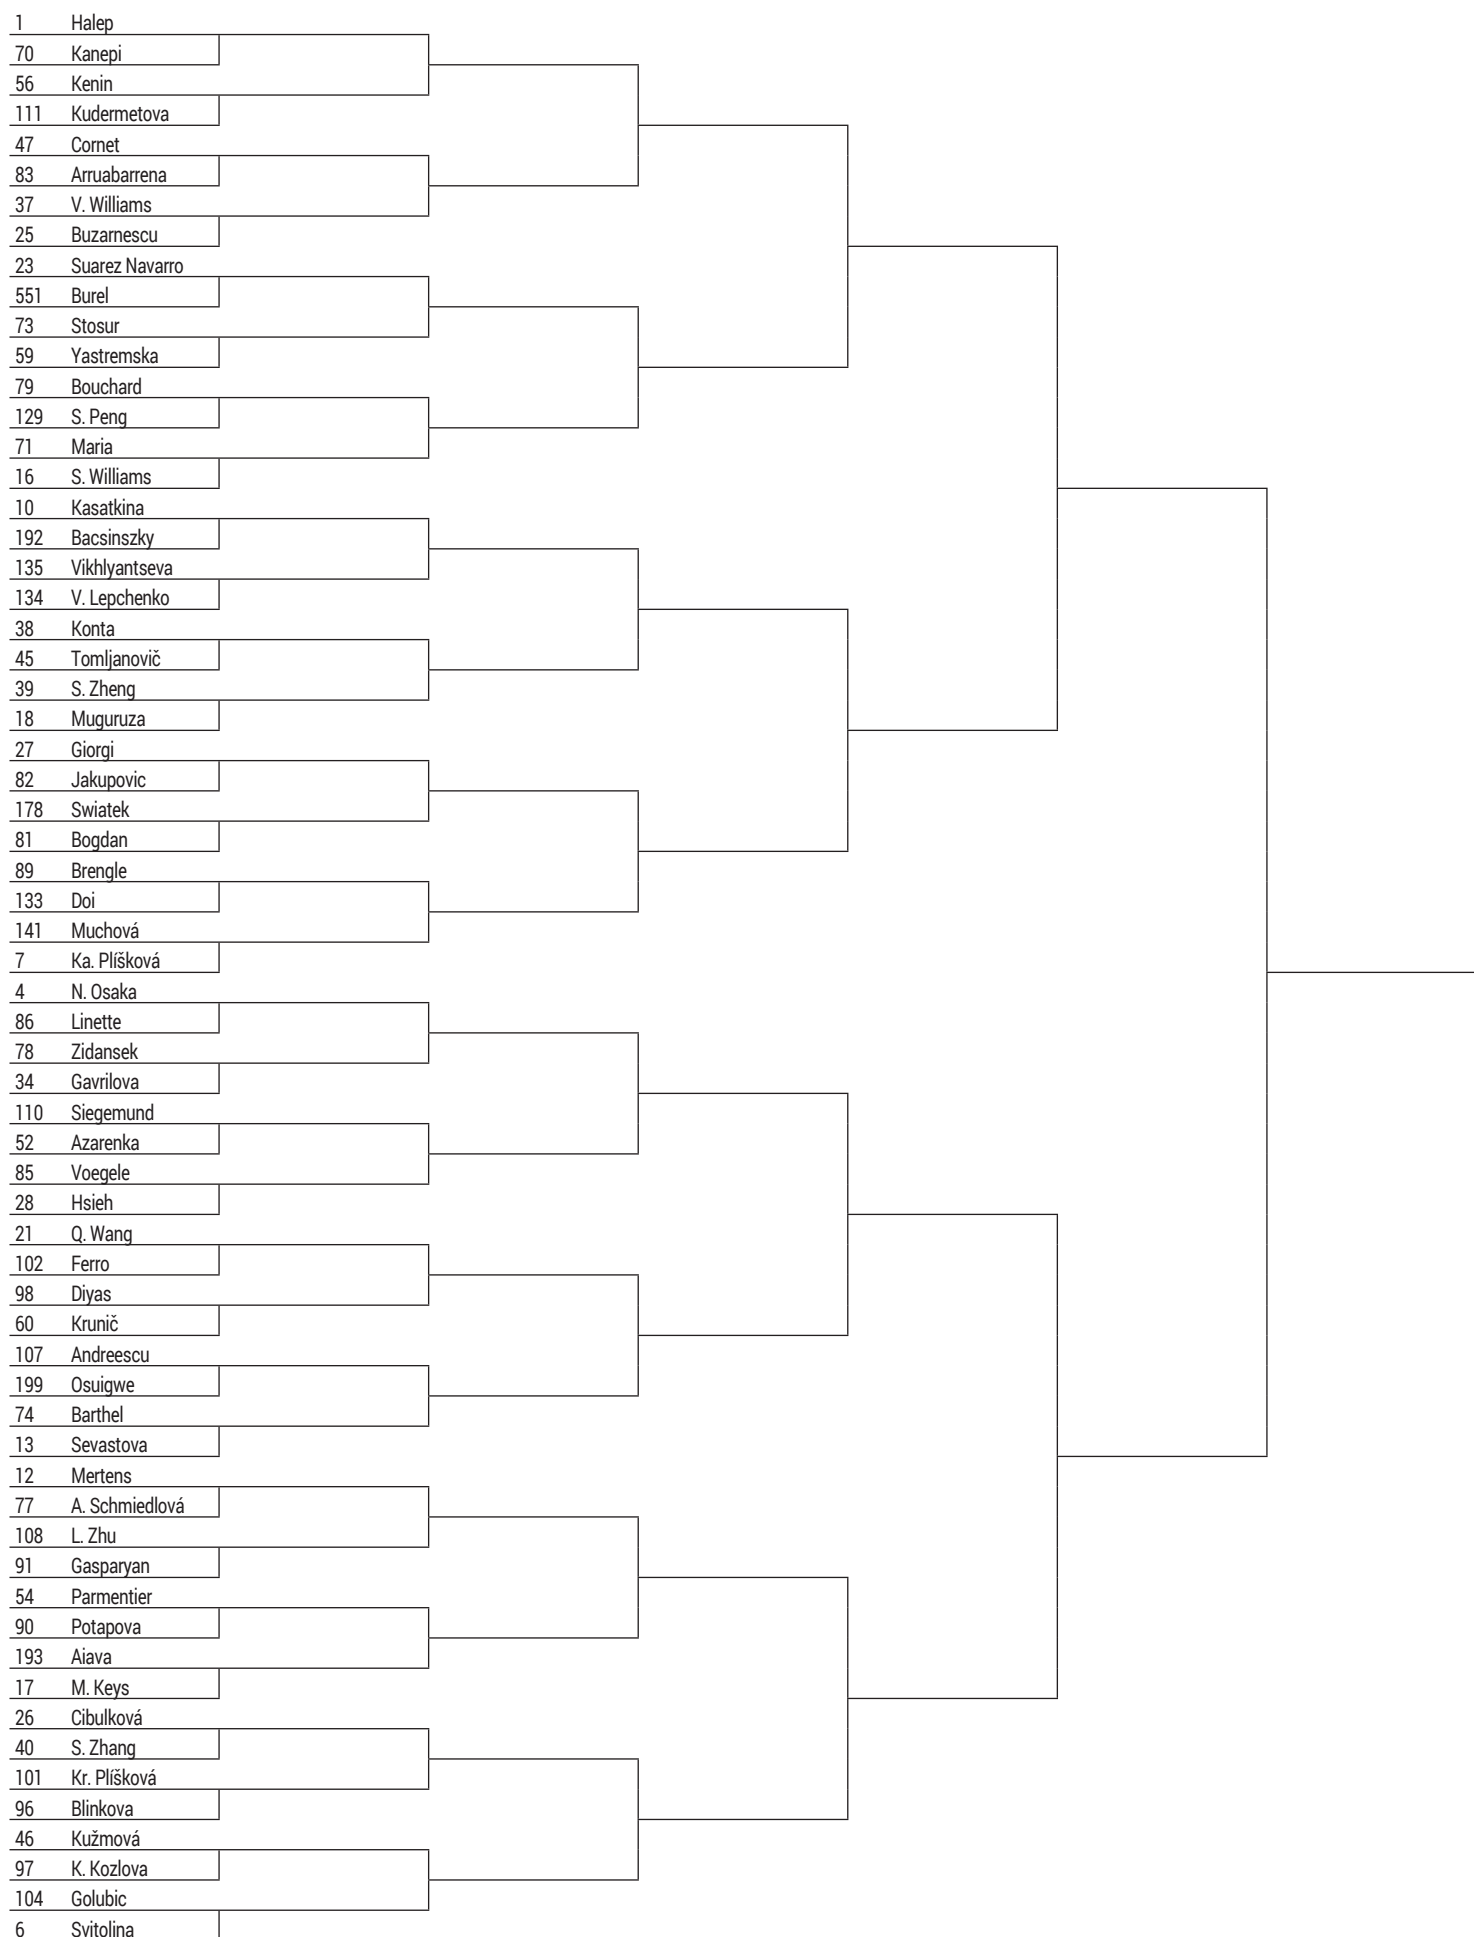 1 Halep
70 Kanepi
56 Kenin
111 Kudermetova
47 Cornet
83 Arruabarrena
37 V. Williams
25 Buzarnescu
23 Suarez Navarro
551 Burel
73 Stosur
59 Yastremska
79 Bouchard
129 S. Peng
71 Maria
16 S. Williams
10 Kasatkina
192 Bacsinszky
135 Vikhlyantseva
134 V. Lepchenko
38 Konta
45 Tomljanovič
39 S. Zheng
18 Muguruza
27 Giorgi
82 Jakupovic
178 Swiatek
81 Bogdan
89 Brengle
133 Doi
141 Muchová
7 Ka. Plíšková
4 N. Osaka
86 Linette
78 Zidansek
34 Gavrilova
110 Siegemund
52 Azarenka
85 Voegele
28 Hsieh
21 Q. Wang
102 Ferro
98 Diyas
60 Krunič
107 Andreescu
199 Osuigwe
74 Barthel
13 Sevastova
12 Mertens
77 A. Schmiedlová
108 L. Zhu
91 Gasparyan
54 Parmentier
90 Potapova
193 Aiava
17 M. Keys
26 Cibulková
40 S. Zhang
101 Kr. Plíšková
96 Blinkova
46 Kužmová
97 K. Kozlova
104 Golubic
6 Svitolina